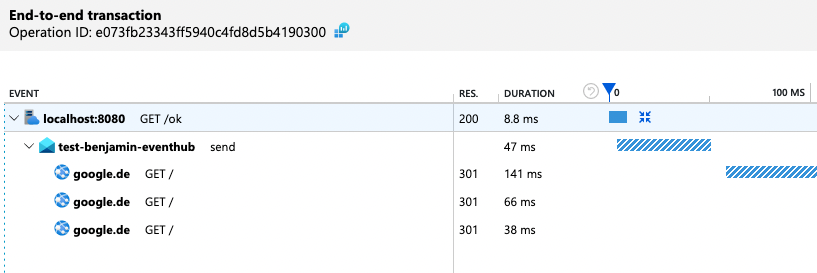 End-to-end transaction
Operation ID: e073fb23343ff5940c4fd8d5b4190300
EVENT RES. DURATION 0 100 MS
localhost:8080 GET /ok 200 8.8 ms
test-benjamin-eventhub send 47 ms
google.de GET / 301 141 ms
google.de GET / 301 66 ms
google.de GET / 301 38 ms